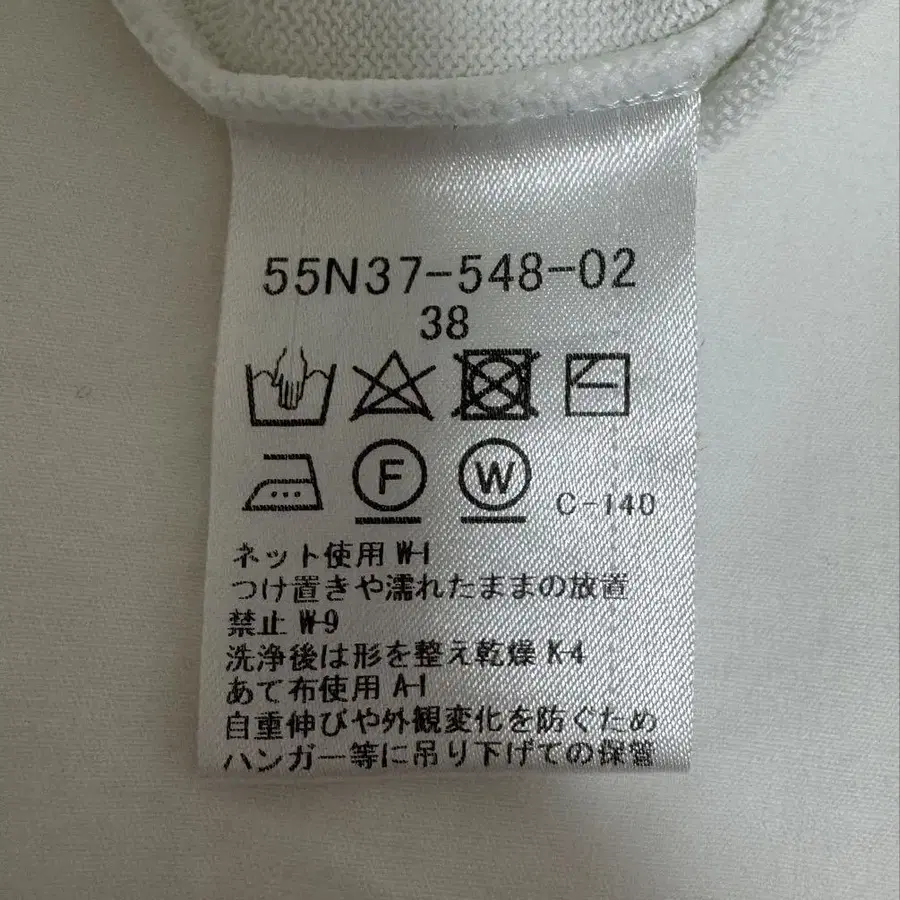 55N37-548-02
38
F W C-140
ネット使用 W-1
つけ置きや濡れたままの放置
禁止 W-9
洗浄後は形を整え乾燥 K-4
あて布使用 A-1
自重伸びや外観変化を防ぐため
ハンガー等に吊り下げての保管